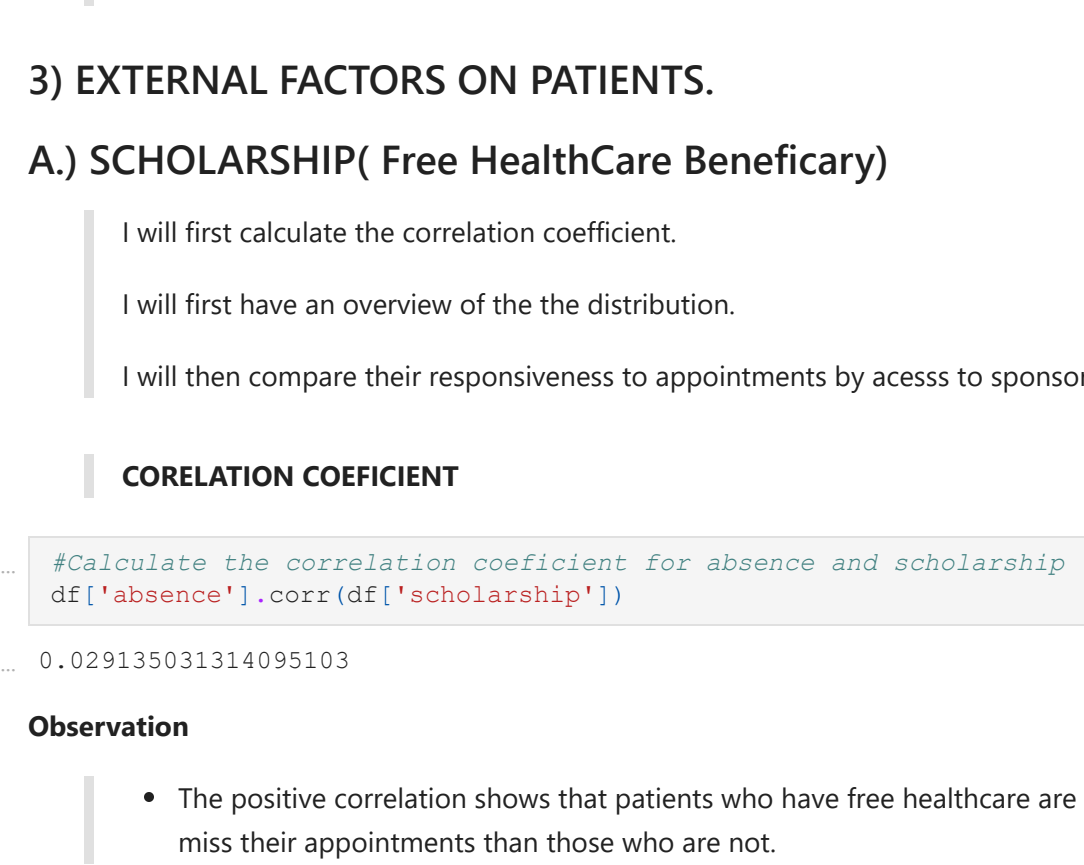 3) EXTERNAL FACTORS ON PATIENTS.
A.) SCHOLARSHIP( Free HealthCare Beneficary)
I will first calculate the correlation coefficient.
I will first have an overview of the the distribution.
I will then compare their responsiveness to appointments by acesss to sponsor
CORELATION COEFICIENT
... #Calculate the correlation coeficient for absence and scholarship
df['absence'].corr(df['scholarship'])
... 0.029135031314095103
Observation
• The positive correlation shows that patients who have free healthcare are
miss their appointments than those who are not.